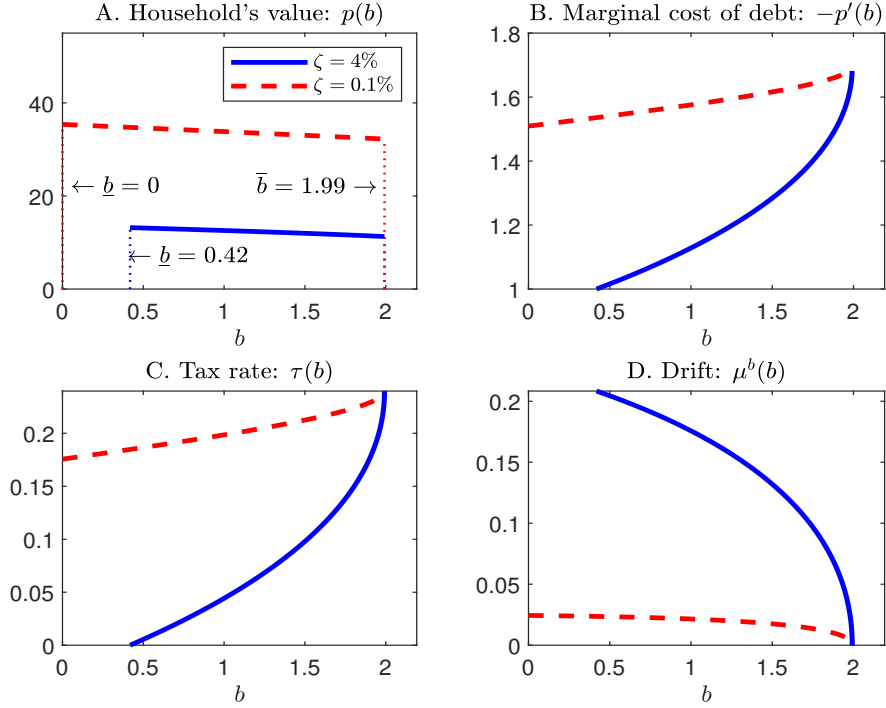 A. Household's value: p(b)
ζ = 4%
ζ = 0.1%
40
20
0
← b = 0
b̅ = 1.99 →
← b = 0.42
0 0.5 1 1.5 2
b
B. Marginal cost of debt: −p′(b)
1.8
1.6
1.4
1.2
1
0 0.5 1 1.5 2
b
C. Tax rate: τ(b)
0.2
0.15
0.1
0.05
0
0 0.5 1 1.5 2
b
D. Drift: μᵇ(b)
0.2
0.15
0.1
0.05
0
0 0.5 1 1.5 2
b